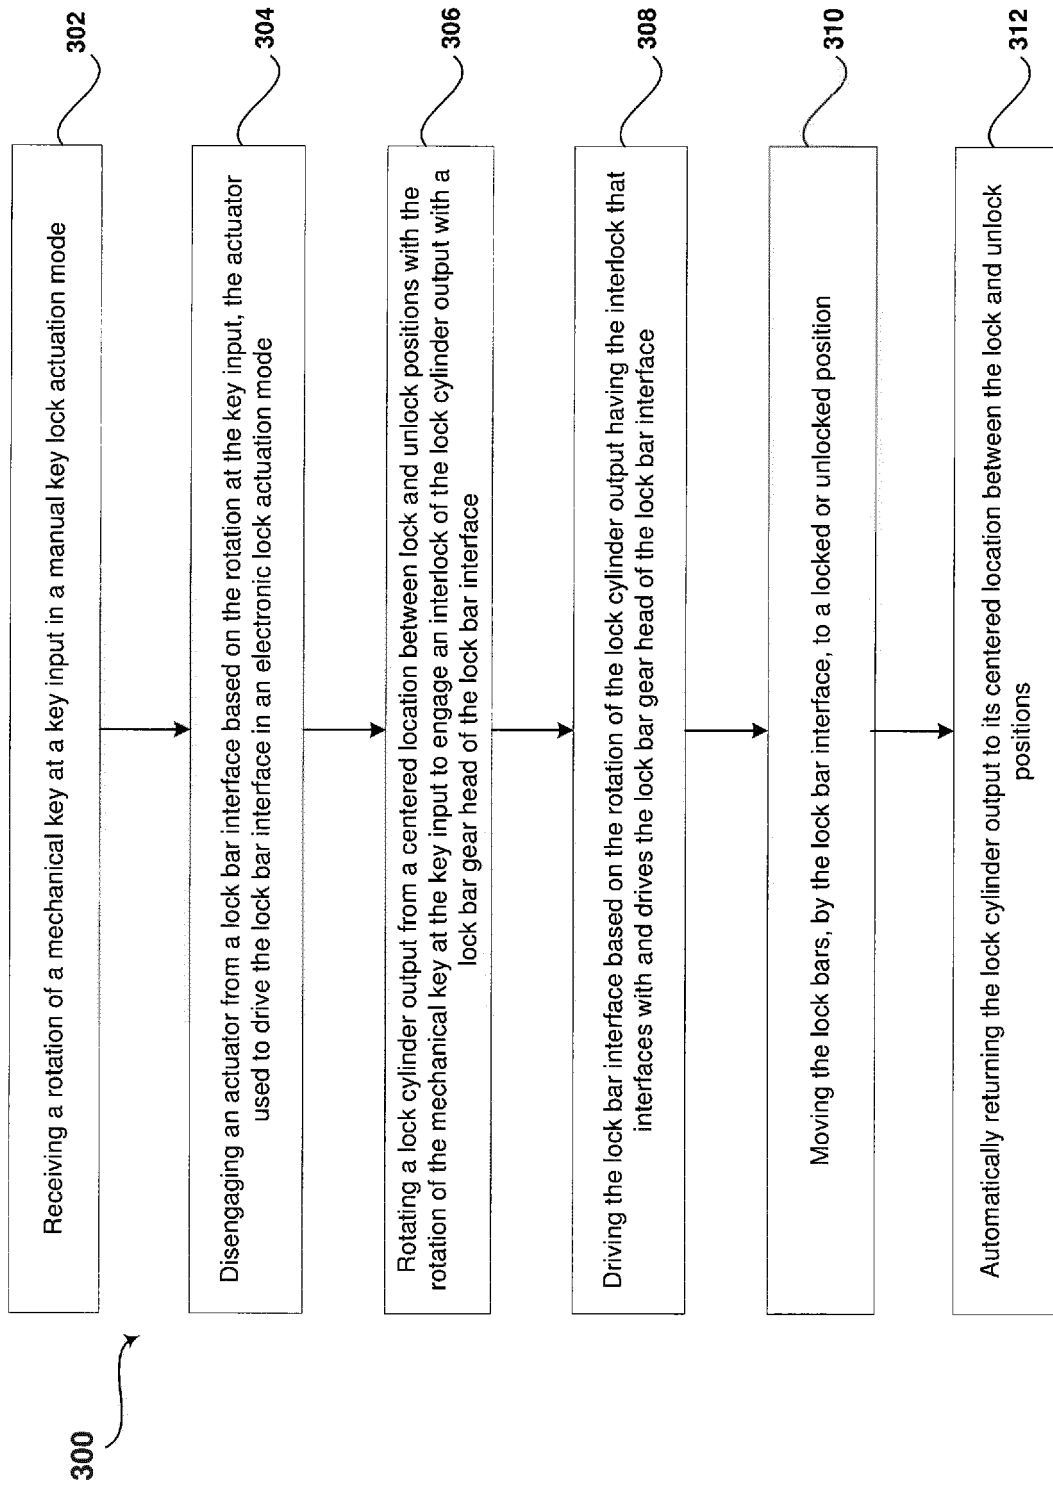 300
302
Receiving a rotation of a mechanical key at a key input in a manual key lock actuation mode
304
Disengaging an actuator from a lock bar interface based on the rotation at the key input, the actuator
used to drive the lock bar interface in an electronic lock actuation mode
306
Rotating a lock cylinder output from a centered location between lock and unlock positions with the
rotation of the mechanical key at the key input to engage an interlock of the lock cylinder output with a
lock bar gear head of the lock bar interface
308
Driving the lock bar interface based on the rotation of the lock cylinder output having the interlock that
interfaces with and drives the lock bar gear head of the lock bar interface
310
Moving the lock bars, by the lock bar interface, to a locked or unlocked position
312
Automatically returning the lock cylinder output to its centered location between the lock and unlock
positions